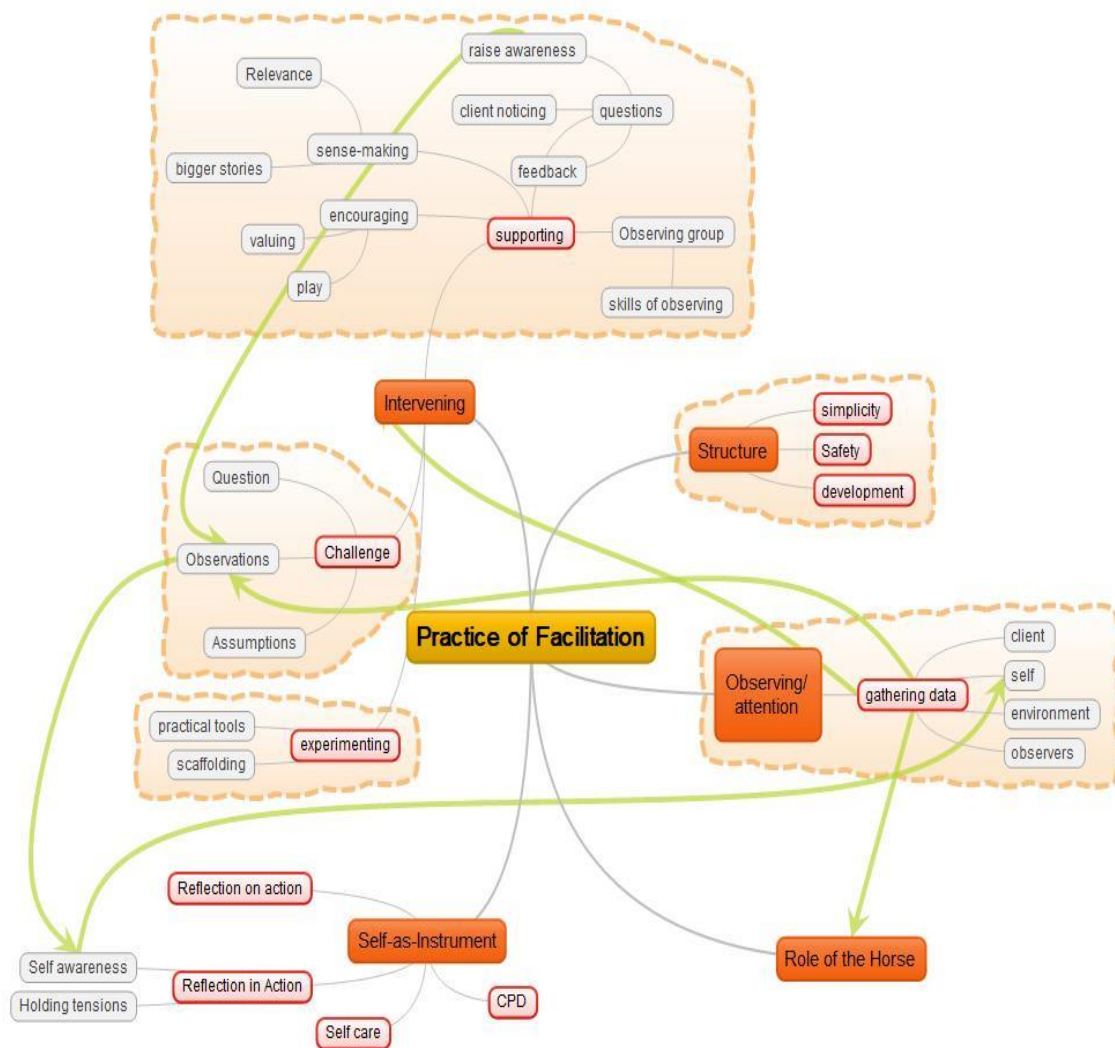 raise awareness
Relevance
client noticing
questions
sense-making
bigger stories
feedback
encouraging
valuing
supporting
Observing group
play
skills of observing
Intervening
simplicity
Structure
Safety
development
Question
Observations
Challenge
Assumptions
Practice of Facilitation
client
Observing/
attention
gathering data
self
environment
observers
practical tools
experimenting
scaffolding
Reflection on action
Self-as-Instrument
Role of the Horse
Self awareness
Reflection in Action
Holding tensions
CPD
Self care